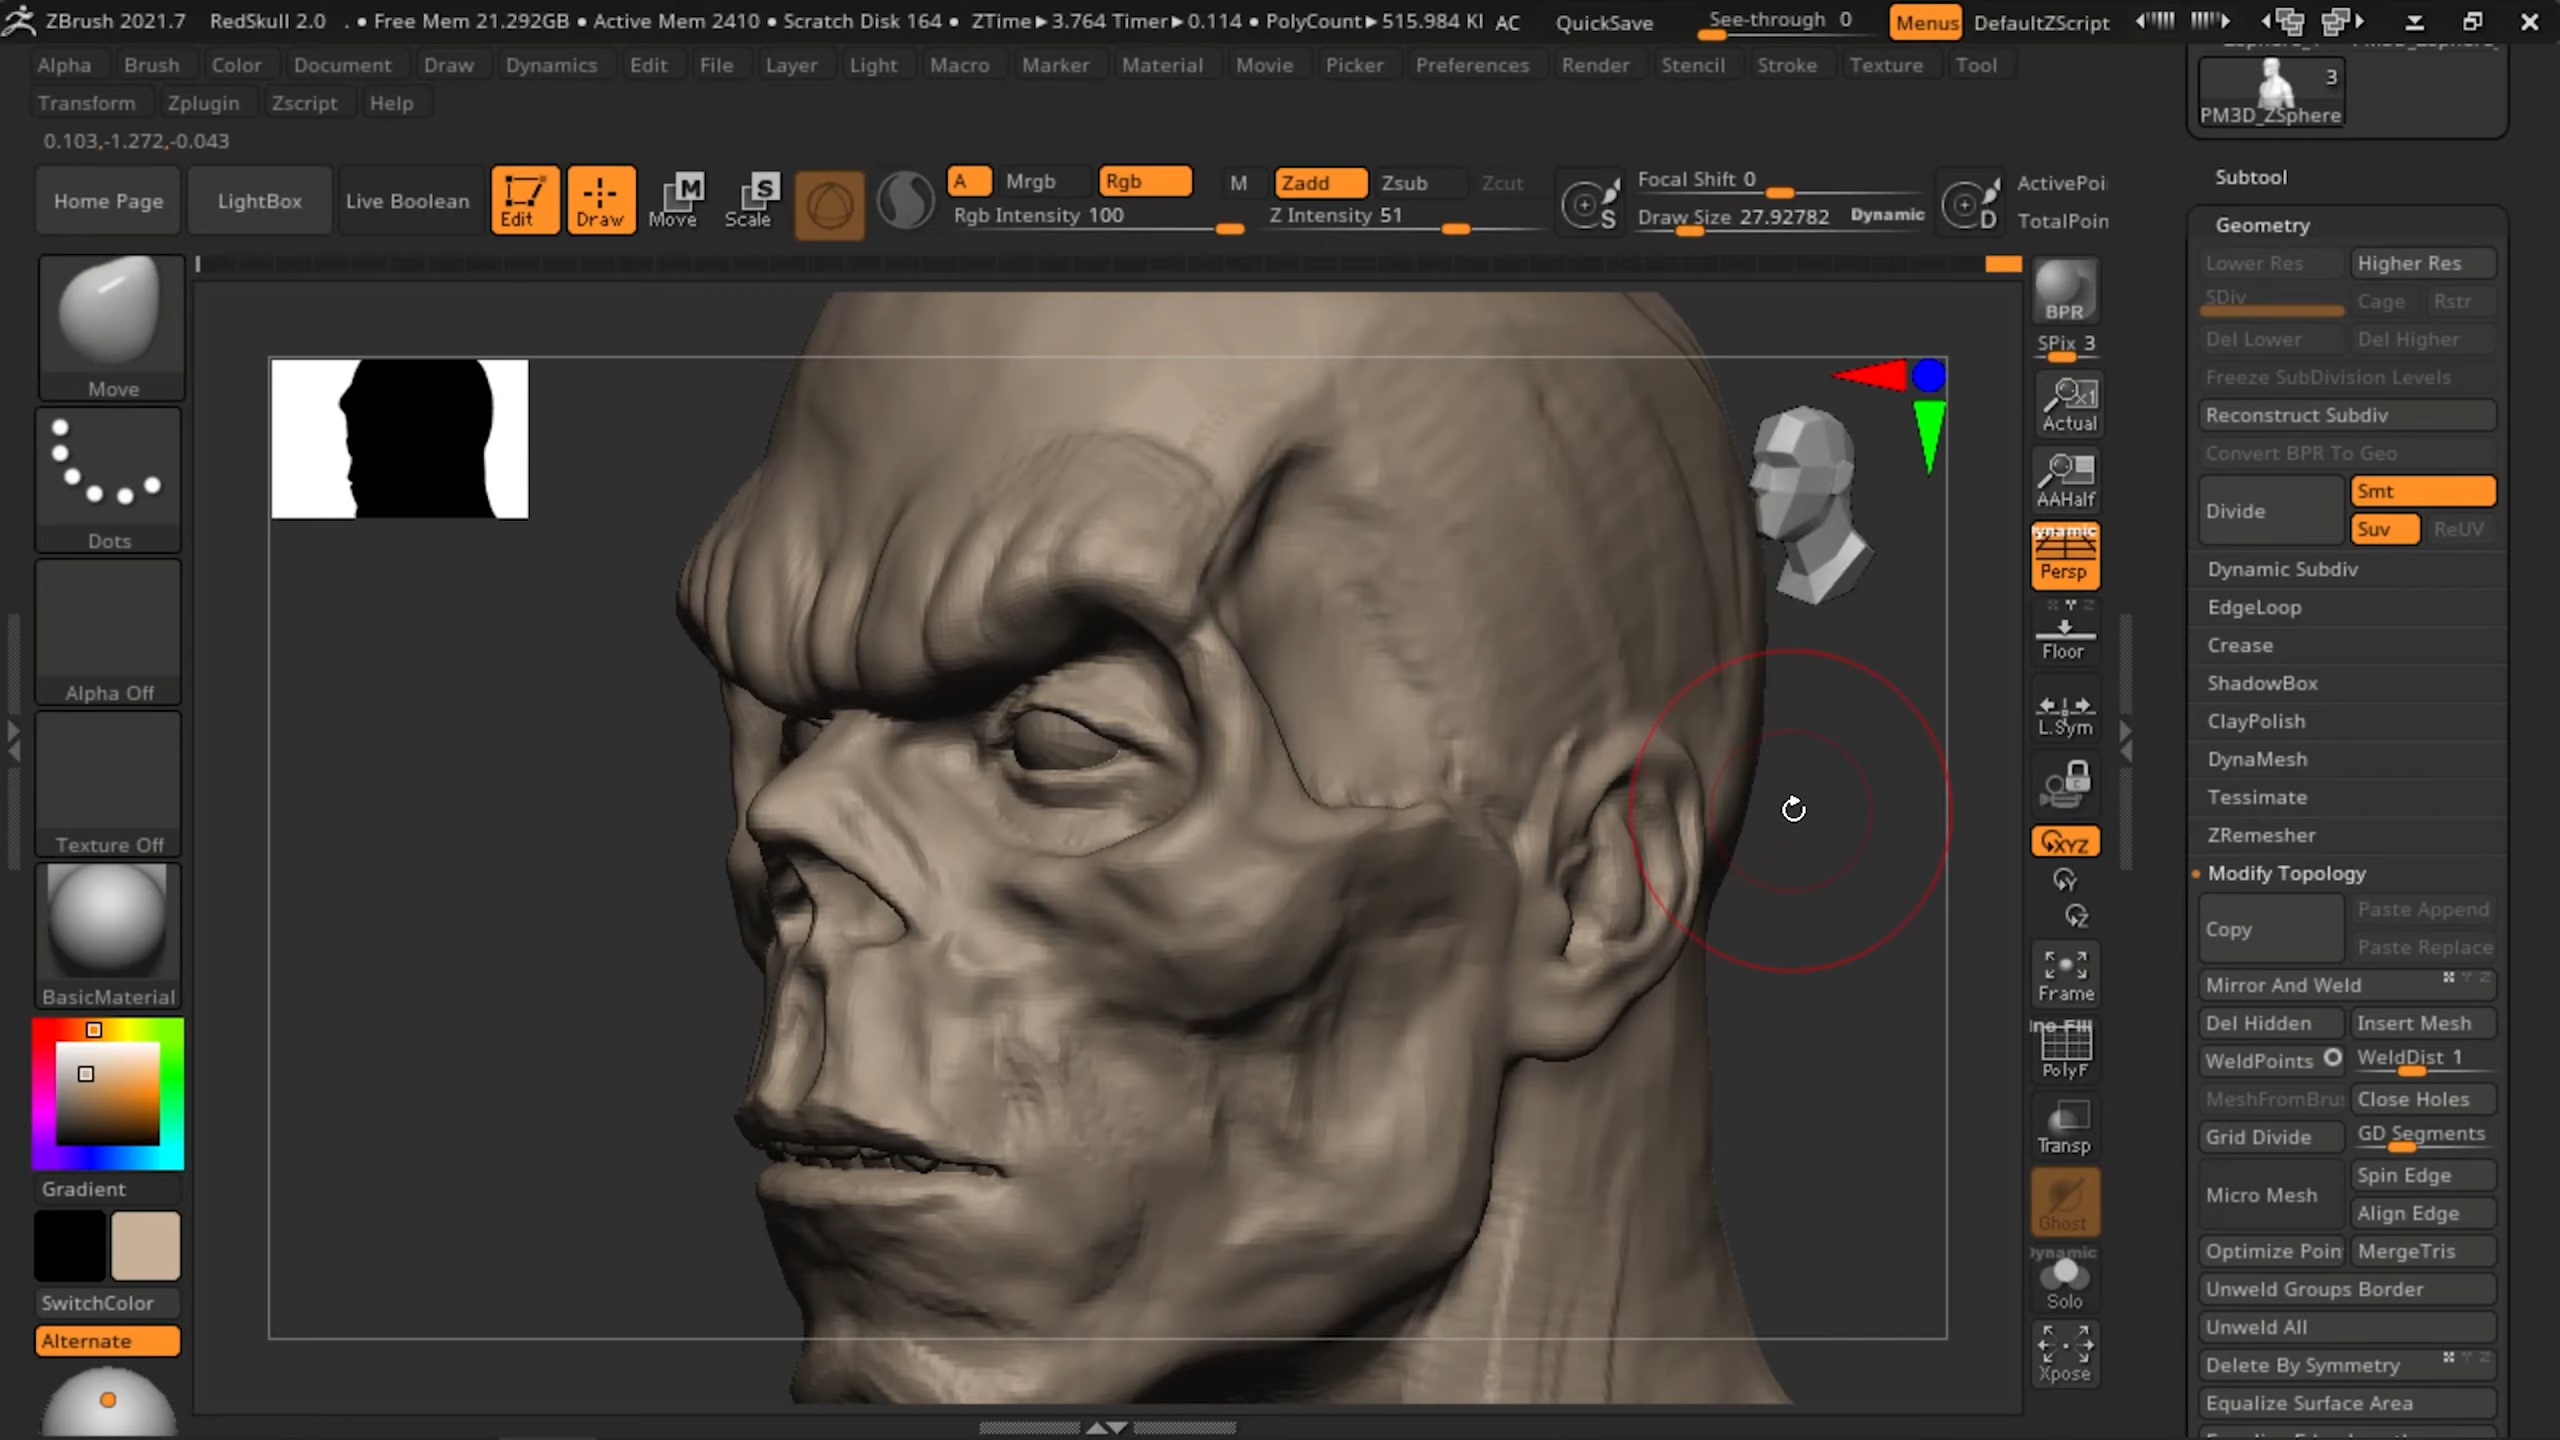 ZBrush 2021.7 RedSkull 2.0 . • Free Mem 21.292GB • Active Mem 2410 • Scratch Disk 164 • ZTime▶3.764 Timer▶0.114 • PolyCount▶515.984 KI AC QuickSave See-through 0 Menus DefaultZScript
Alpha Brush Color Document Draw Dynamics Edit File Layer Light Macro Marker Material Movie Picker Preferences Render Stencil Stroke Texture Tool
Transform Zplugin Zscript Help
0.103,-1.272,-0.043
3
PM3D_ZSphere
Home Page LightBox Live Boolean Edit Draw Move Scale
M S
A Mrgb Rgb M Zadd Zsub Zcut
Rgb Intensity 100 Z Intensity 51
S Focal Shift 0
Draw Size 27.92782 Dynamic
D ActivePoi
TotalPoin
Move
Dots
Alpha Off
Texture Off
BasicMaterial
Gradient
SwitchColor
Alternate
BPR
SPix 3
x1
Actual
AAHalf
Persp
X Y Z
Floor
L.Sym
XYZ
Y
Z
Frame
PolyF
Transp
Ghost
Solo
Xpose
Subtool
Geometry
Lower Res Higher Res
SDiv Cage Rstr
Del Lower Del Higher
Freeze SubDivision Levels
Reconstruct Subdiv
Convert BPR To Geo
Divide Smt
Suv ReUV
Dynamic Subdiv
EdgeLoop
Crease
ShadowBox
ClayPolish
DynaMesh
Tessimate
ZRemesher
Modify Topology
Copy Paste Append
Paste Replace
Mirror And Weld
Del Hidden Insert Mesh
WeldPoints WeldDist 1
MeshFromBru Close Holes
Grid Divide GD Segments
Micro Mesh Spin Edge
Align Edge
Optimize Poin MergeTris
Unweld Groups Border
Unweld All
Delete By Symmetry
Equalize Surface Area